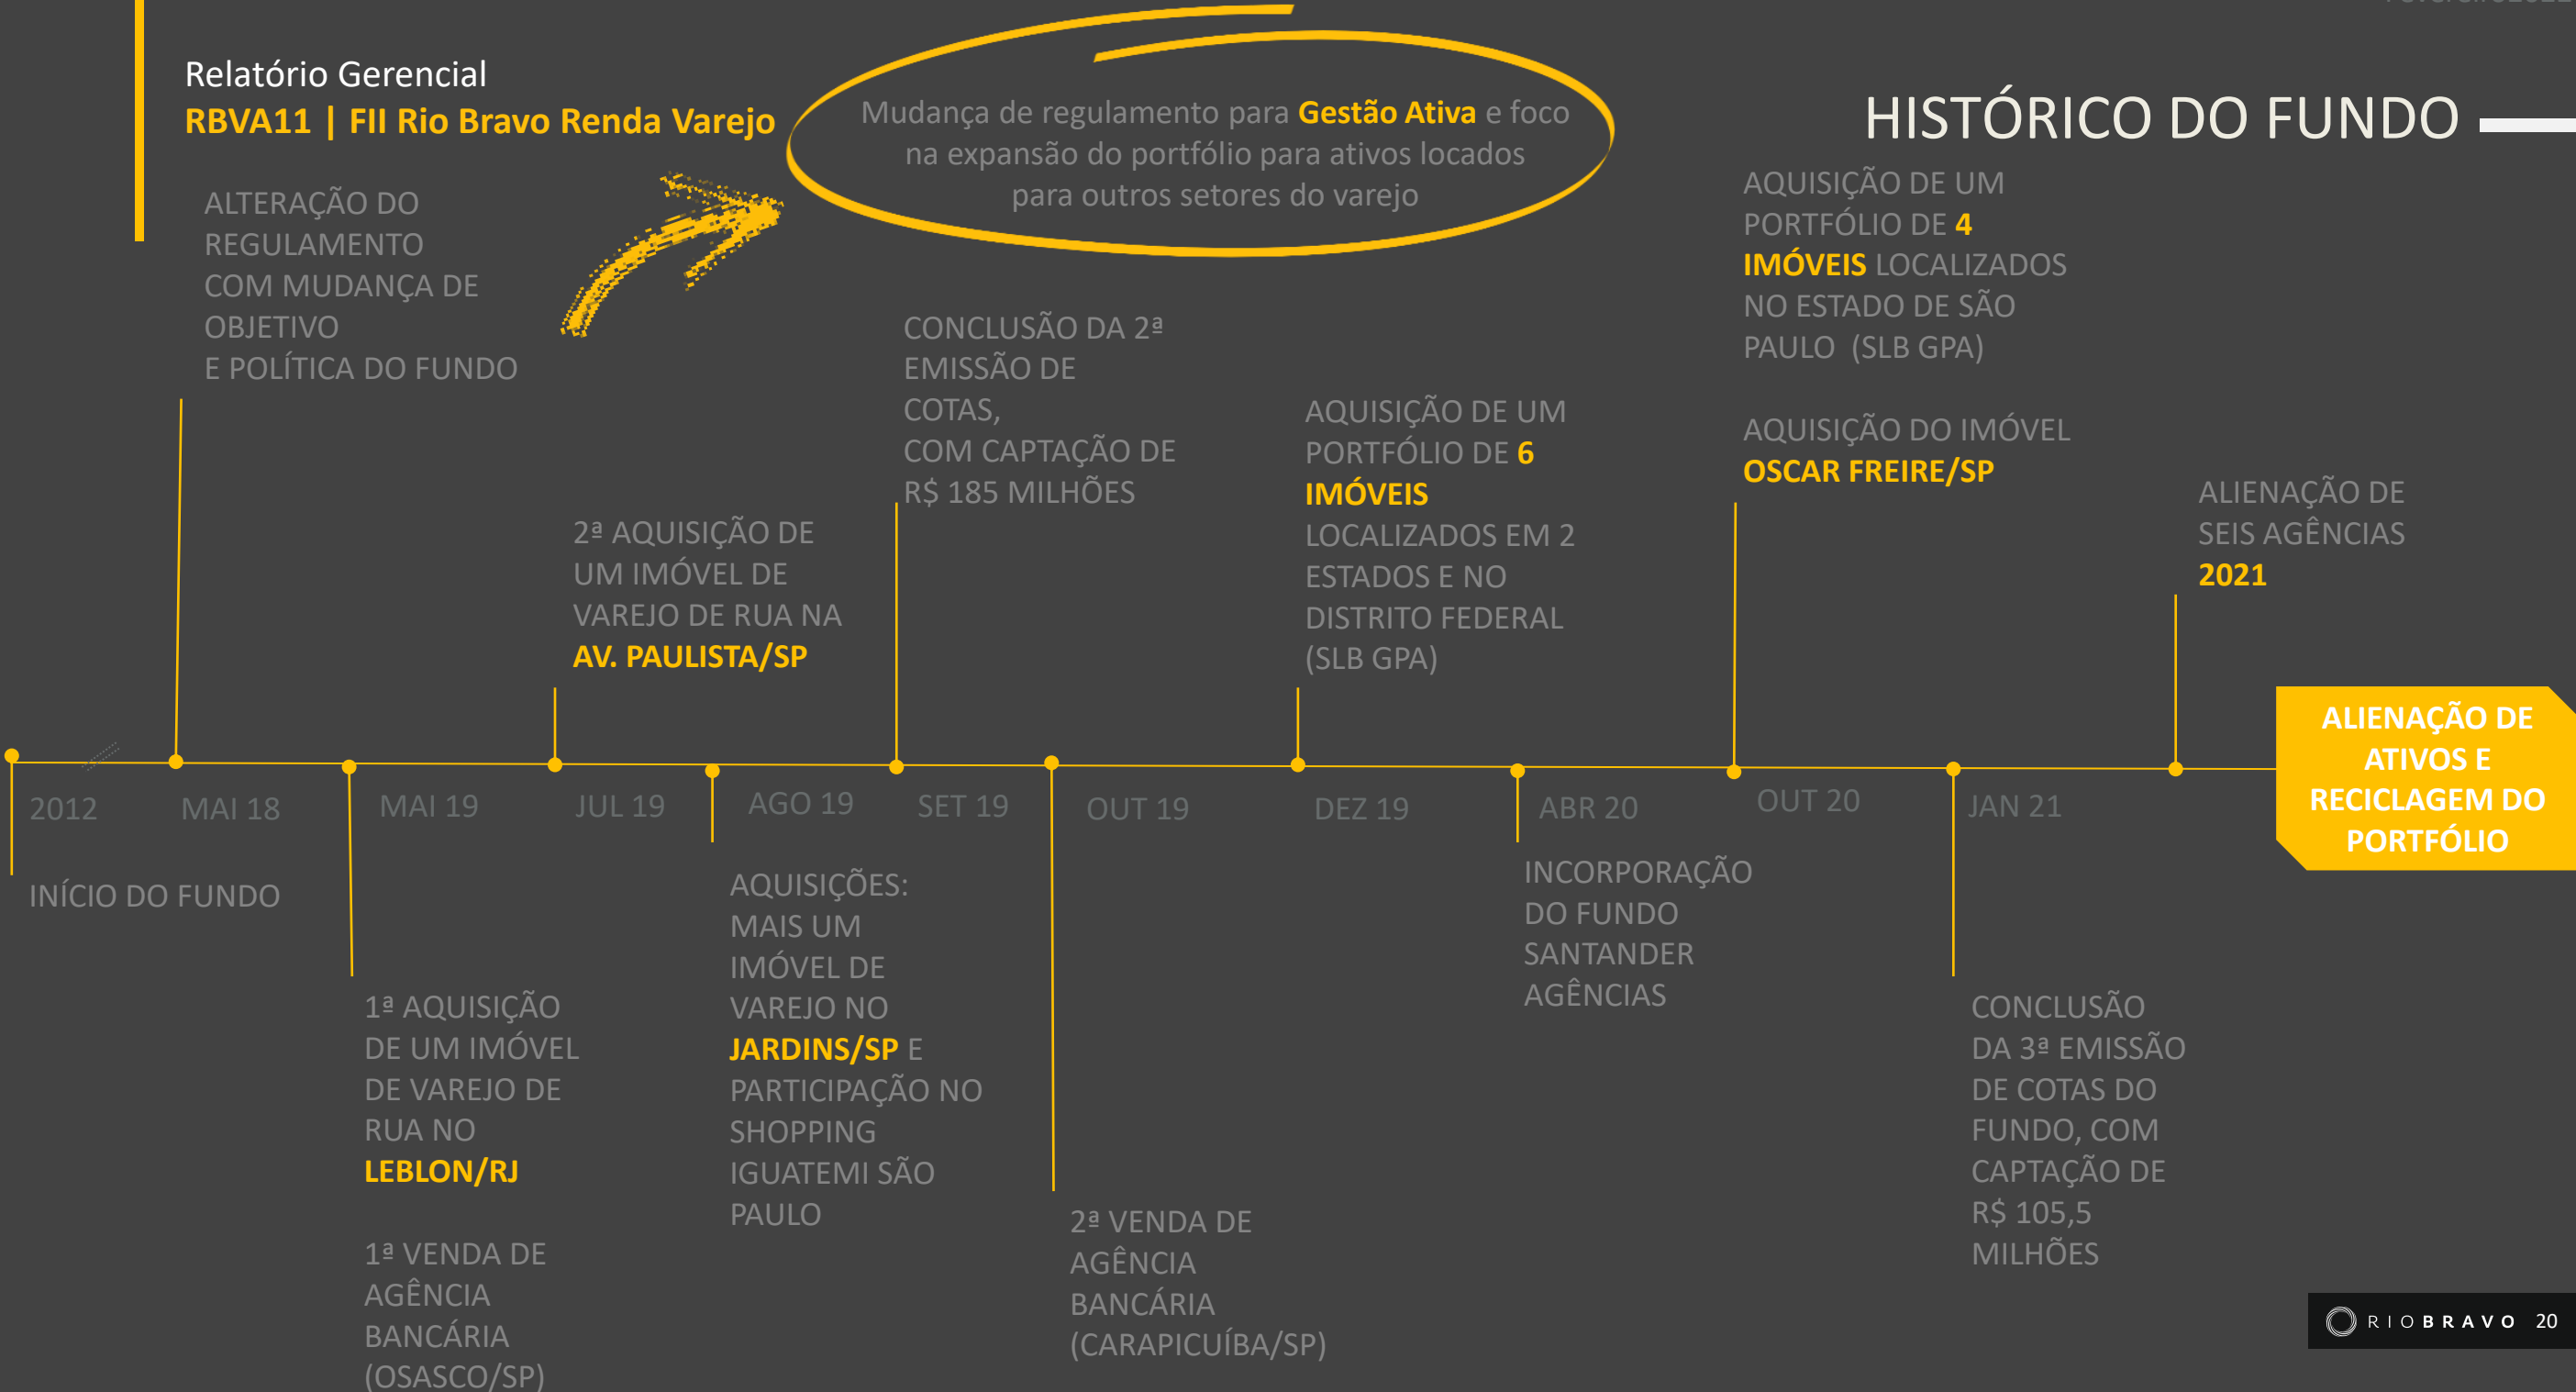 Relatório Gerencial
RBVA11 | FII Rio Bravo Renda Varejo
Mudança de regulamento para Gestão Ativa e foco
na expansão do portfólio para ativos locados
para outros setores do varejo
HISTÓRICO DO FUNDO
ALTERAÇÃO DO
REGULAMENTO
COM MUDANÇA DE
OBJETIVO
E POLÍTICA DO FUNDO
2ª AQUISIÇÃO DE
UM IMÓVEL DE
VAREJO DE RUA NA
AV. PAULISTA/SP
CONCLUSÃO DA 2ª
EMISSÃO DE
COTAS,
COM CAPTAÇÃO DE
R$ 185 MILHÕES
AQUISIÇÃO DE UM
PORTFÓLIO DE 6
IMÓVEIS
LOCALIZADOS EM 2
ESTADOS E NO
DISTRITO FEDERAL
(SLB GPA)
AQUISIÇÃO DE UM
PORTFÓLIO DE 4
IMÓVEIS LOCALIZADOS
NO ESTADO DE SÃO
PAULO (SLB GPA)
AQUISIÇÃO DO IMÓVEL
OSCAR FREIRE/SP
ALIENAÇÃO DE
SEIS AGÊNCIAS
2021
ALIENAÇÃO DE
ATIVOS E
RECICLAGEM DO
PORTFÓLIO
2012
MAI 18
MAI 19
JUL 19
AGO 19
SET 19
OUT 19
DEZ 19
ABR 20
OUT 20
JAN 21
INÍCIO DO FUNDO
1ª AQUISIÇÃO
DE UM IMÓVEL
DE VAREJO DE
RUA NO
LEBLON/RJ
1ª VENDA DE
AGÊNCIA
BANCÁRIA
(OSASCO/SP)
AQUISIÇÕES:
MAIS UM
IMÓVEL DE
VAREJO NO
JARDINS/SP E
PARTICIPAÇÃO NO
SHOPPING
IGUATEMI SÃO
PAULO
2ª VENDA DE
AGÊNCIA
BANCÁRIA
(CARAPICUÍBA/SP)
INCORPORAÇÃO
DO FUNDO
SANTANDER
AGÊNCIAS
CONCLUSÃO
DA 3ª EMISSÃO
DE COTAS DO
FUNDO, COM
CAPTAÇÃO DE
R$ 105,5
MILHÕES
RIOBRAVO 20